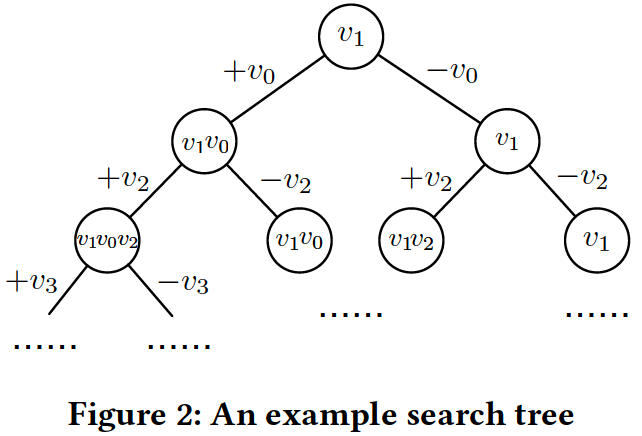 v₁
+v₀ −v₀
v₁v₀ v₁
+v₂ −v₂ +v₂ −v₂
v₁v₀v₂ v₁v₀ v₁v₂ v₁
+v₃ −v₃
...... ......
...... ......
Figure 2: An example search tree